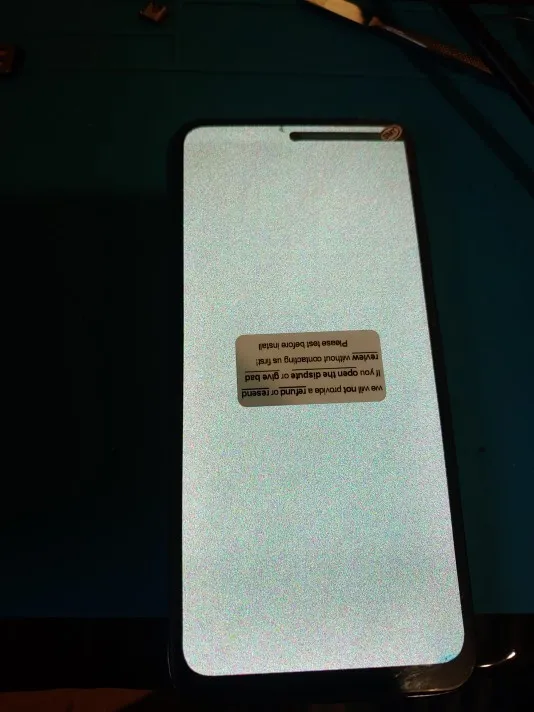 we will not provide a refund or resend
If you open the dispute or give bad
review without contacting us first!
Please test before install